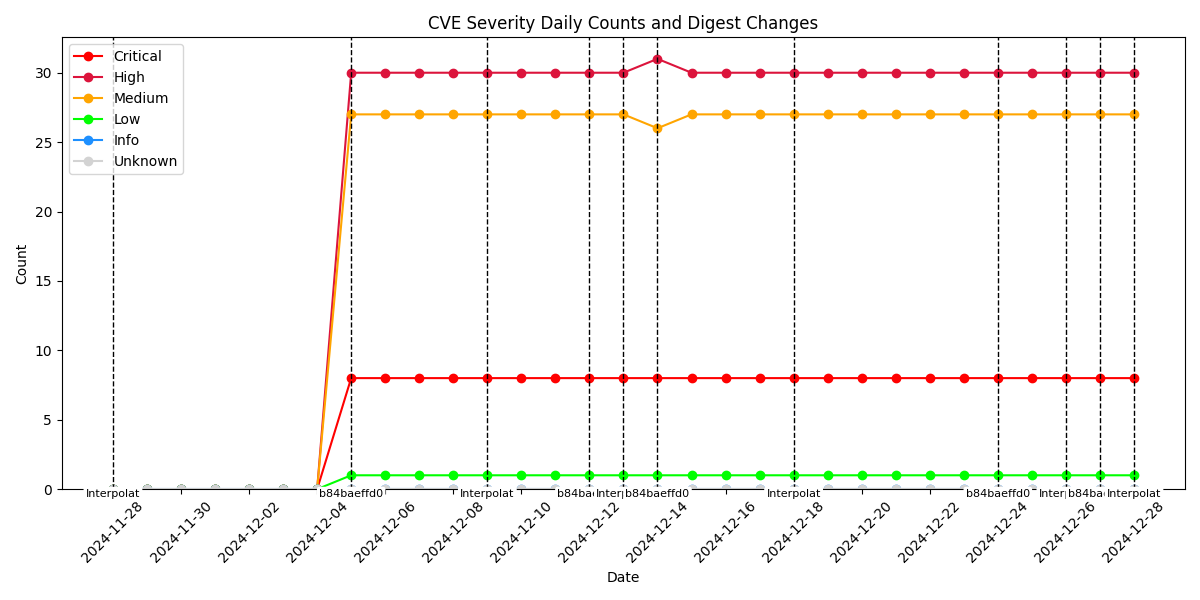 CVE Severity Daily Counts and Digest Changes
Critical
High
Medium
Low
Info
Unknown
Count
30
25
20
15
10
5
0
Interpolat
b84baeffd0
Interpolat
b84ba
Inter
b84baeffd0
Interpolat
b84baeffd0
Inter
b84ba
Interpolat
2024-11-28
2024-11-30
2024-12-02
2024-12-04
2024-12-06
2024-12-08
2024-12-10
2024-12-12
2024-12-14
2024-12-16
2024-12-18
2024-12-20
2024-12-22
2024-12-24
2024-12-26
2024-12-28
Date